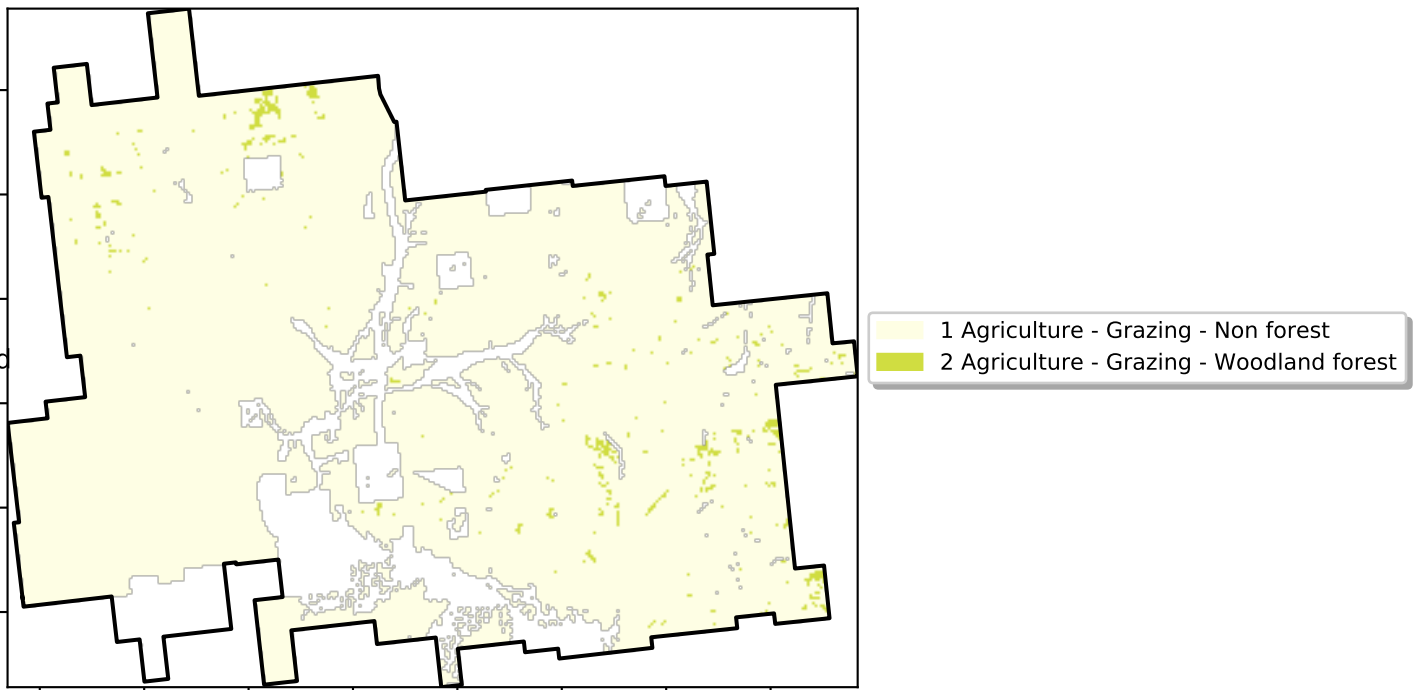 1 Agriculture - Grazing - Non forest
2 Agriculture - Grazing - Woodland forest